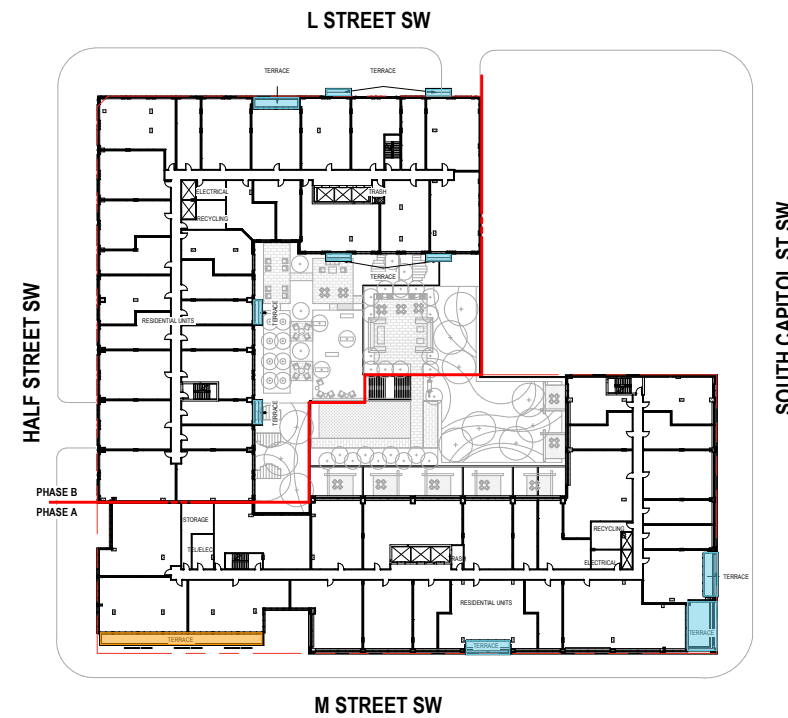 L STREET SW
TERRACE
TERRACE
ELECTRICAL
TRASH
RECYCLING
TERRACE
TERRACE
RESIDENTIAL UNITS
HALF STREET SW
SOUTH CAPITOL ST SW
TERRACE
PHASE B
PHASE A
STORAGE
RECYCLING
TEL/ELEC
TRASH
ELECTRICAL
TERRACE
RESIDENTIAL UNITS
TERRACE
TERRACE
TERRACE
M STREET SW